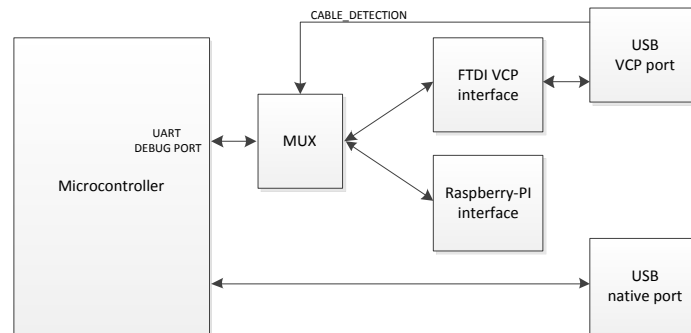 CABLE_DETECTION
USB
VCP port
FTDI VCP
interface
UART
DEBUG PORT
MUX
Microcontroller
Raspberry-PI
interface
USB
native port